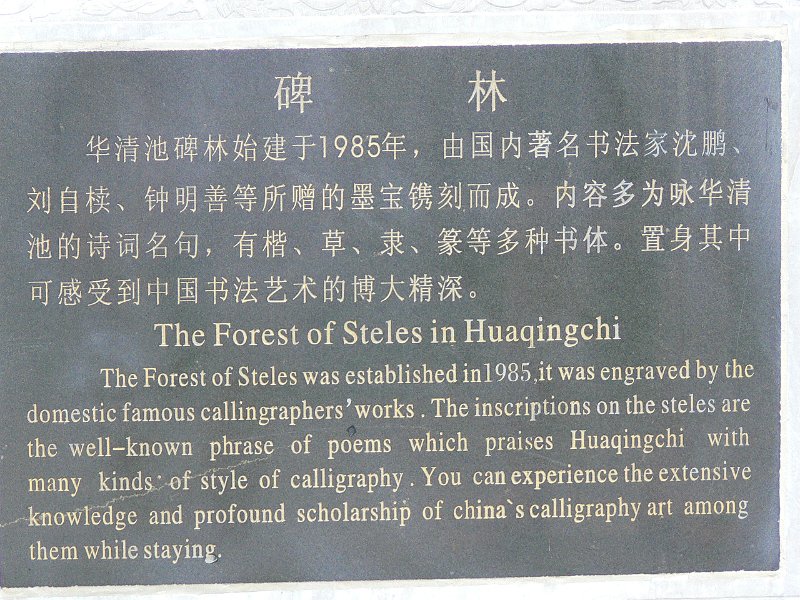 碑 林
华清池碑林始建于1985年，由国内著名书法家沈鹏、
刘自椟、钟明善等所赠的墨宝镌刻而成。内容多为咏华清
池的诗词名句，有楷、草、隶、篆等多种书体。置身其中
可感受到中国书法艺术的博大精深。
The Forest of Steles in Huaqingchi
The Forest of Steles was established in1985,it was engraved by the
domestic famous callingraphers'works . The inscriptions on the steles are
the well-known phrase of poems which praises Huaqingchi with
many kinds of style of calligraphy . You can experience the extensive
knowledge and profound scholarship of china`s calligraphy art among
them while staying.